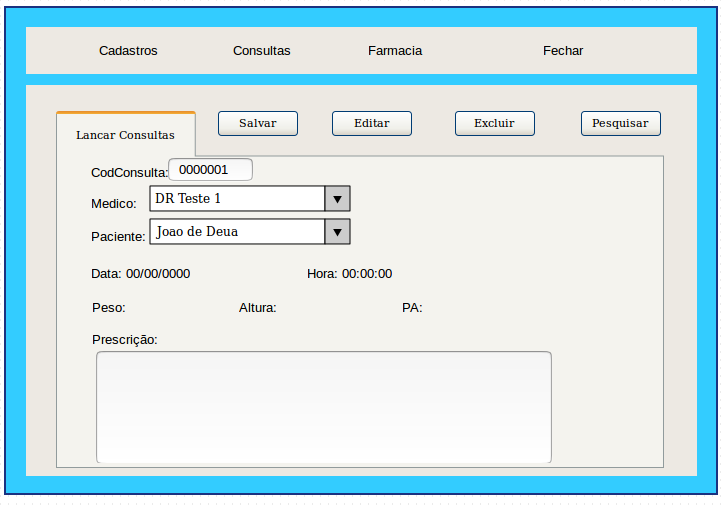 Cadastros Consultas Farmacia Fechar
Lancar Consultas Salvar Editar Excluir Pesquisar
CodConsulta: 0000001
Medico: DR Teste 1
Paciente: Joao de Deua
Data: 00/00/0000 Hora: 00:00:00
Peso: Altura: PA:
Prescrição: